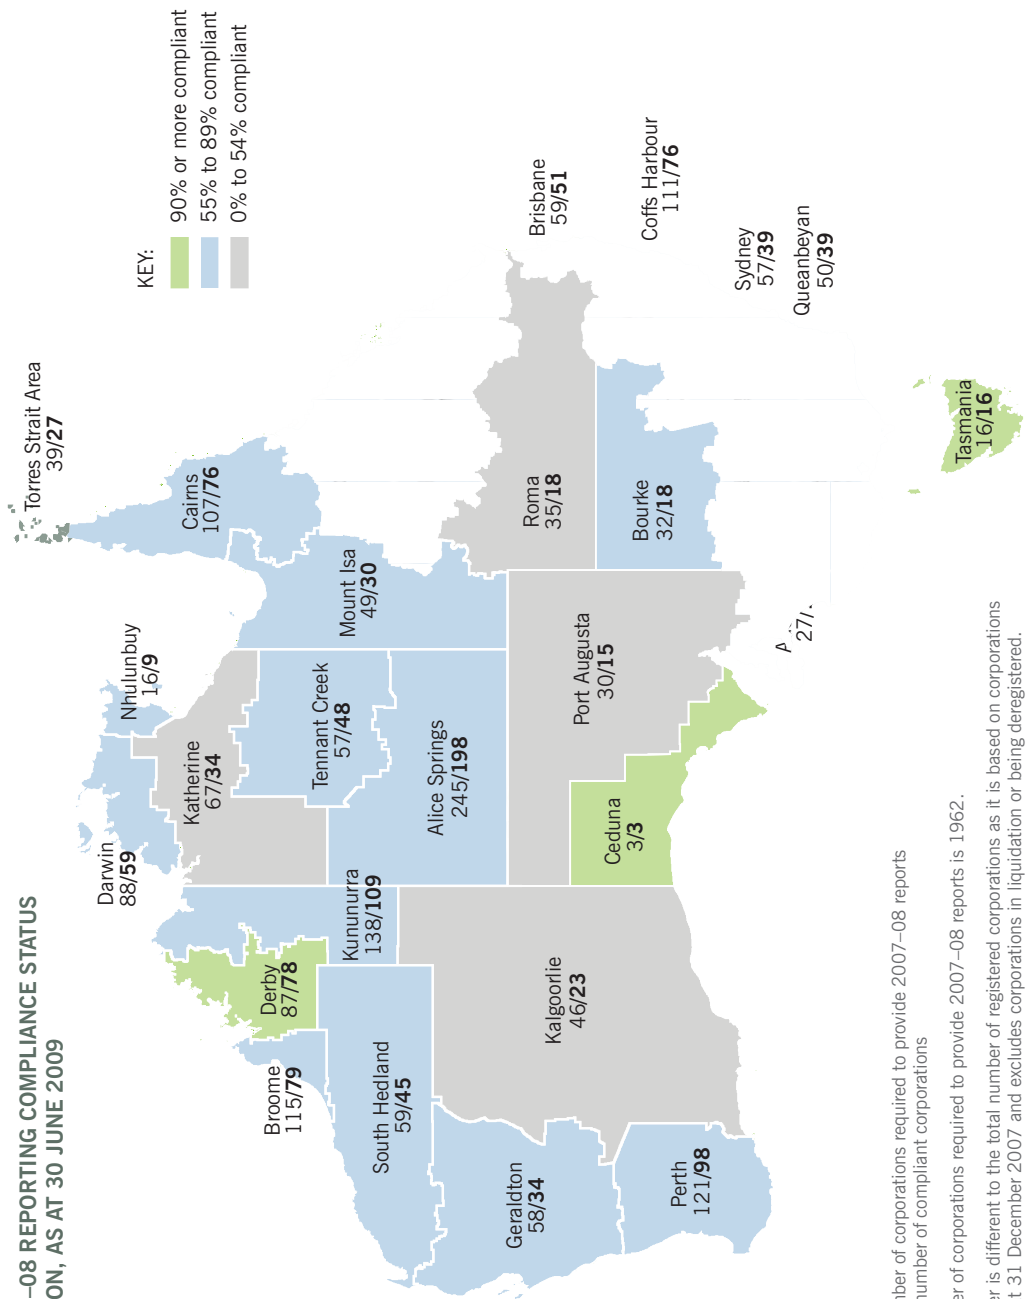 –08 REPORTING COMPLIANCE STATUS
ON, AS AT 30 JUNE 2009
KEY:
90% or more compliant
55% to 89% compliant
0% to 54% compliant
Torres Strait Area
39/27
Nhulunbuy
16/9
Darwin
88/59
Katherine
67/34
Cairns
107/76
Derby
87/78
Kununurra
138/109
Tennant Creek
57/48
Mount Isa
49/30
Broome
115/79
South Hedland
59/45
Alice Springs
245/198
Roma
35/18
Brisbane
59/51
Geraldton
58/34
Kalgoorlie
46/23
Port Augusta
30/15
Ceduna
3/3
Bourke
32/18
Coffs Harbour
111/76
Perth
121/98
Sydney
57/39
Queanbeyan
50/39
27/
Tasmania
16/16
ber of corporations required to provide 2007–08 reports
number of compliant corporations
er of corporations required to provide 2007–08 reports is 1962.
er is different to the total number of registered corporations as it is based on corporations
t 31 December 2007 and excludes corporations in liquidation or being deregistered.